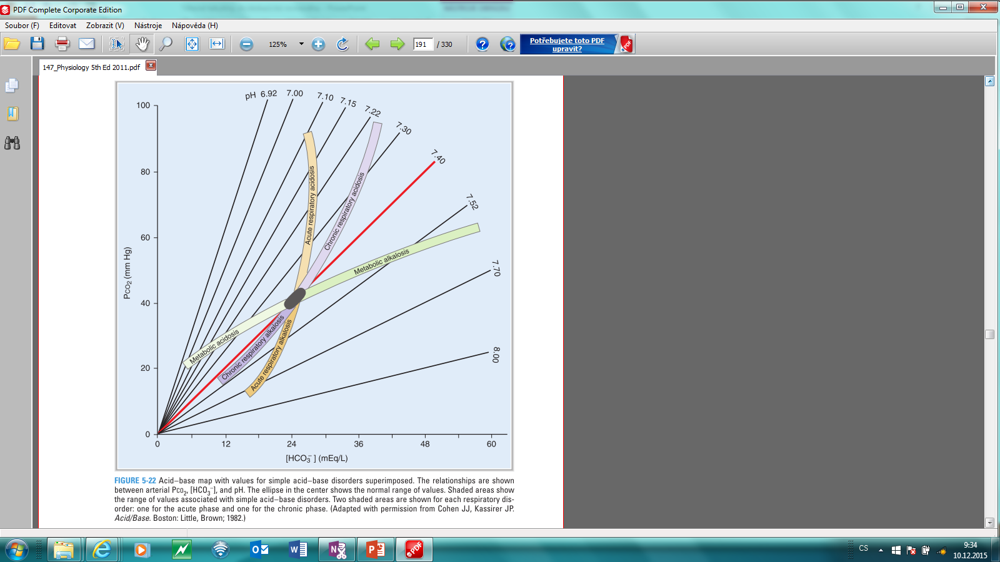 PDF Complete Corporate Edition
Soubor (F) Editovat Zobrazit (V) Nástroje Nápověda (H)
125% 191 / 330 Potřebujete toto PDF
upravit?
147_Physiology 5th Ed 2011.pdf
pH 6.92 7.00 7.10 7.15 7.22 7.30 7.40 7.52 7.70 8.00
100
80
60
40
20
0
PCO₂ (mm Hg)
Acute respiratory acidosis
Chronic respiratory acidosis
Metabolic alkalosis
Metabolic acidosis
Chronic respiratory alkalosis
Acute respiratory alkalosis
0 12 24 36 48 60
[HCO₃⁻] (mEq/L)
FIGURE 5-22 Acid–base map with values for simple acid–base disorders superimposed. The relationships are shown
between arterial PCO₂, [HCO₃⁻], and pH. The ellipse in the center shows the normal range of values. Shaded areas show
the range of values associated with simple acid–base disorders. Two shaded areas are shown for each respiratory dis-
order: one for the acute phase and one for the chronic phase. (Adapted with permission from Cohen JJ, Kassirer JP.
Acid/Base. Boston: Little, Brown; 1982.)
CS 9:34
10.12.2015